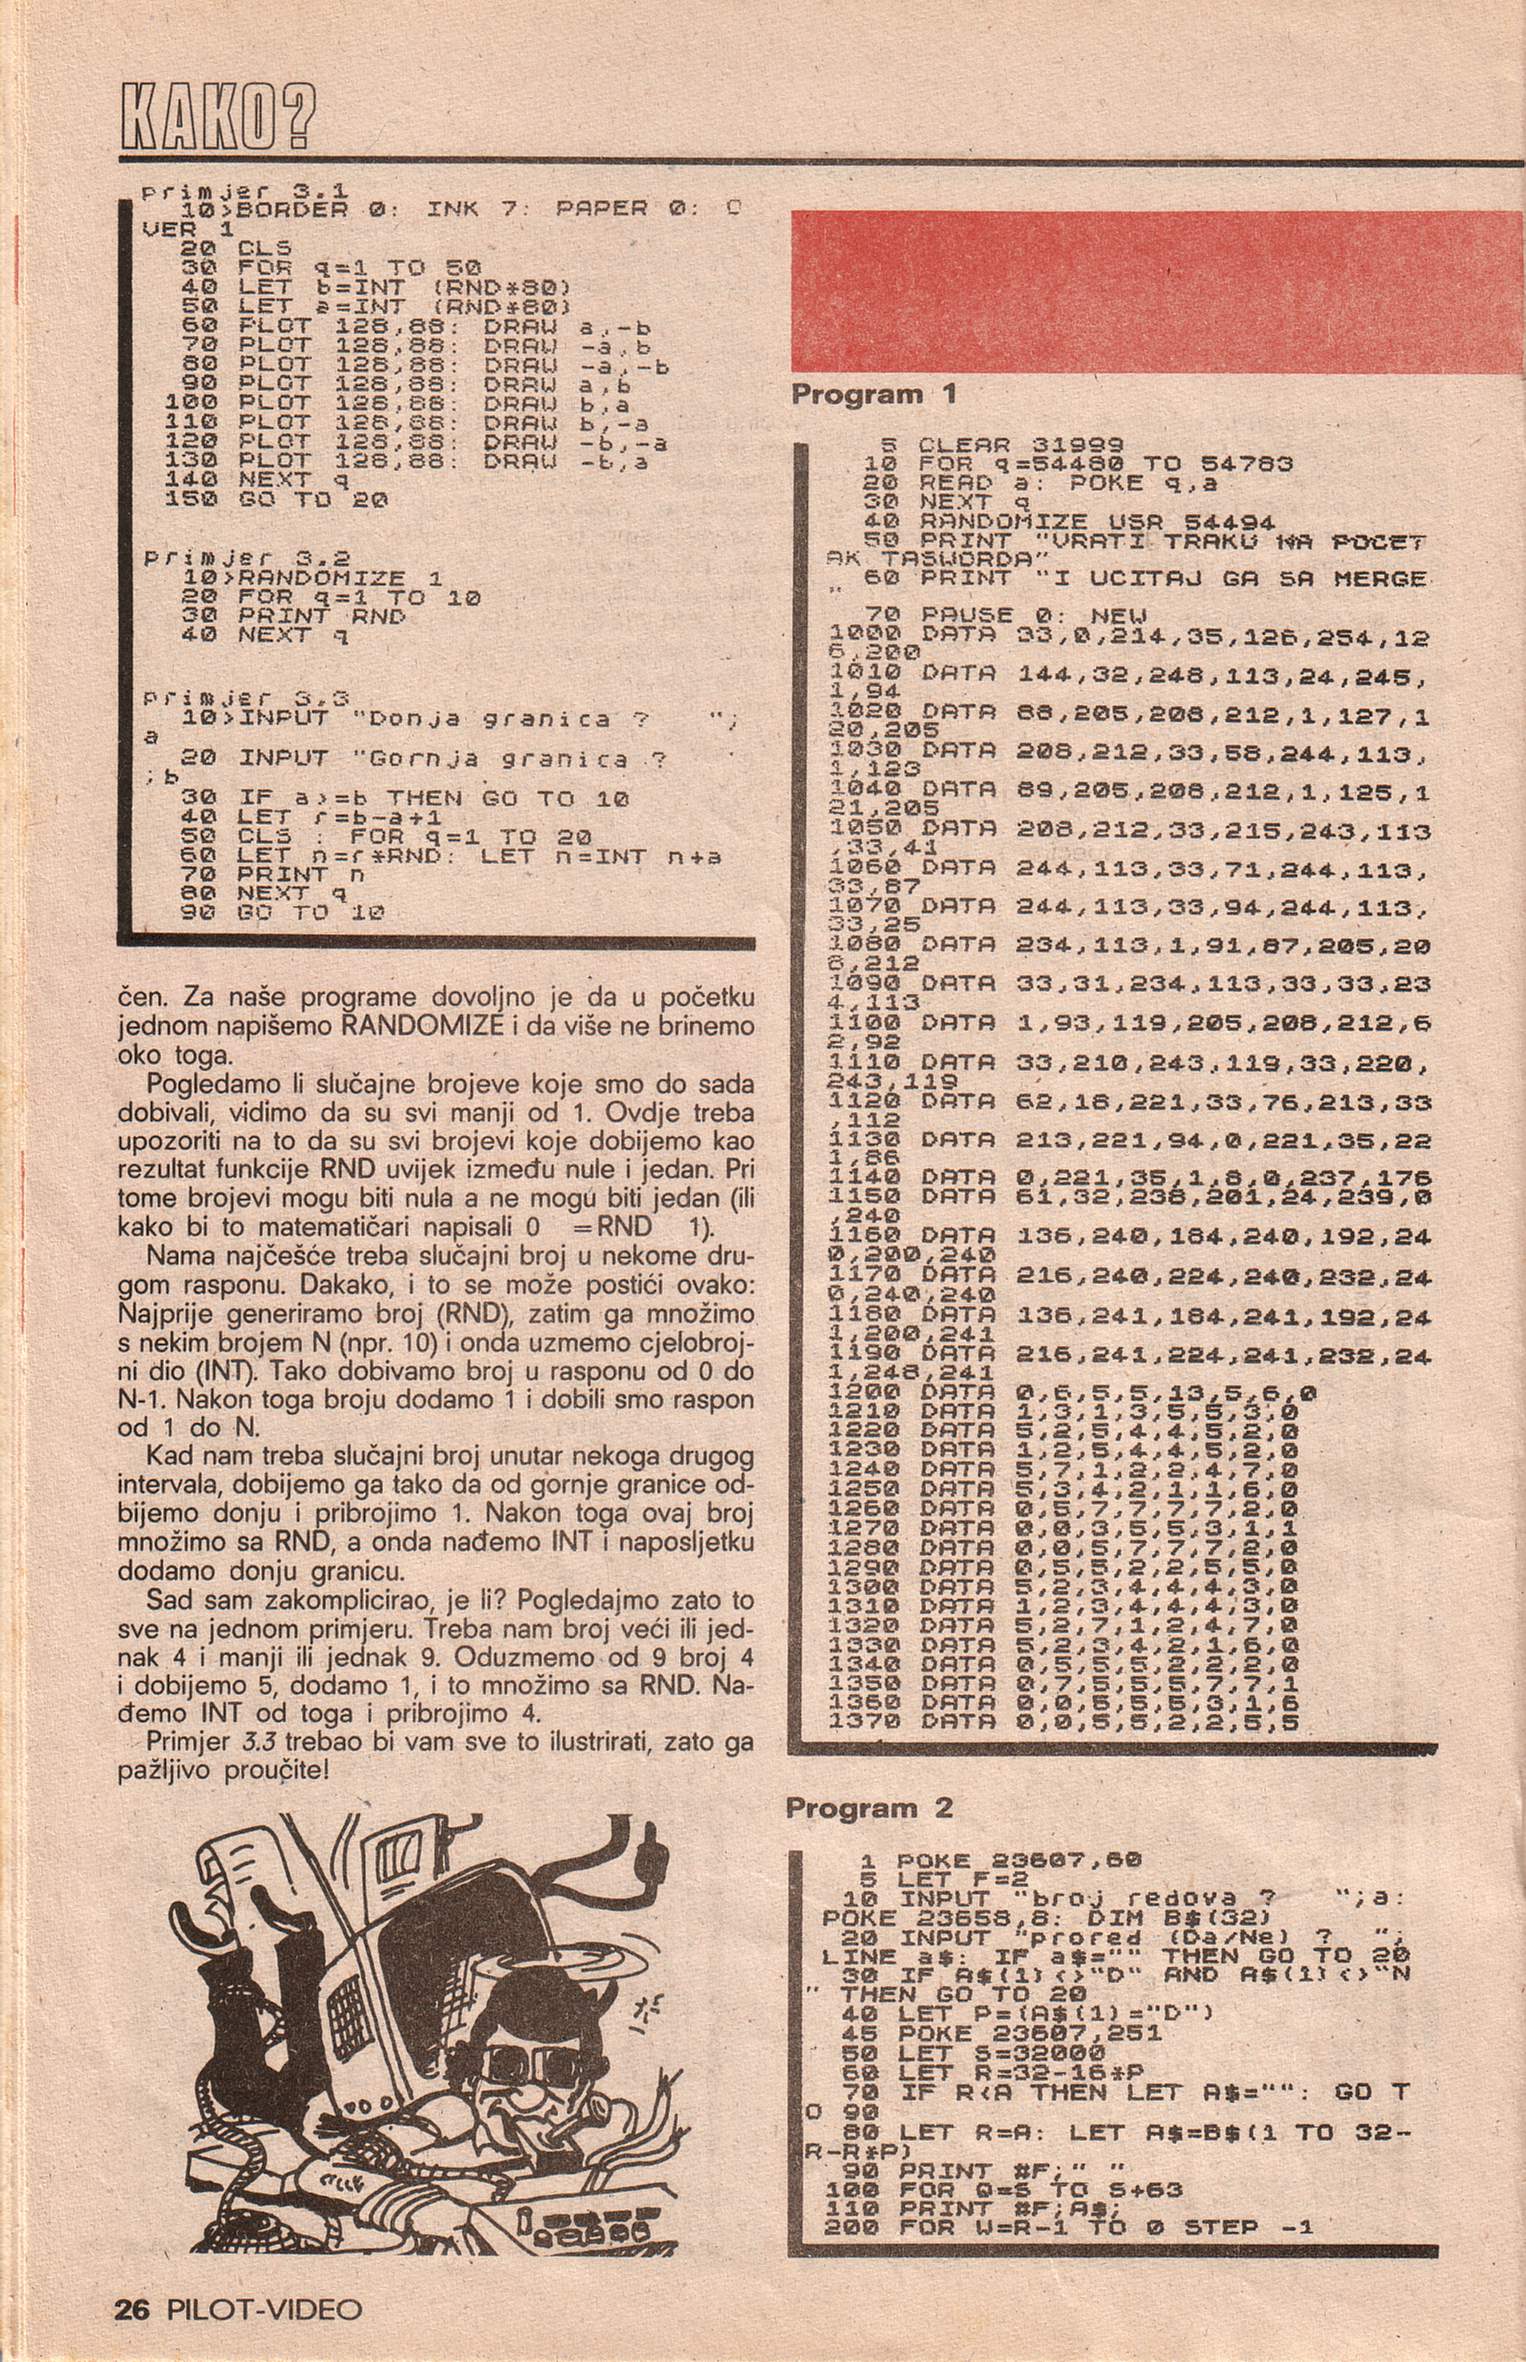 KAKO?
primjer 3.1
10>BORDER 0: INK 7: PAPER 0: O
VER 1
20 CLS
30 FOR q=1 TO 50
40 LET b=INT (RND*80)
50 LET a=INT (RND*80)
60 PLOT 128,88: DRAW a,-b
70 PLOT 128,88: DRAW -a,b
80 PLOT 128,88: DRAW -a,-b
90 PLOT 128,88: DRAW a,b
100 PLOT 128,88: DRAW b,a
110 PLOT 128,88: DRAW b,-a
120 PLOT 128,88: DRAW -b,-a
130 PLOT 128,88: DRAW -b,a
140 NEXT q
150 GO TO 20
primjer 3.2
10>RANDOMIZE 1
20 FOR q=1 TO 10
30 PRINT RND
40 NEXT q
primjer 3.3
10>INPUT "Donja granica ? ";
a
20 INPUT "Gornja granica ?
;b
30 IF a>=b THEN GO TO 10
40 LET r=b-a+1
50 CLS : FOR q=1 TO 20
60 LET n=r*RND: LET n=INT n+a
70 PRINT n
80 NEXT q
90 GO TO 10
čen. Za naše programe dovoljno je da u početku
jednom napišemo RANDOMIZE i da više ne brinemo
oko toga.
Pogledamo li slučajne brojeve koje smo do sada
dobivali, vidimo da su svi manji od 1. Ovdje treba
upozoriti na to da su svi brojevi koje dobijemo kao
rezultat funkcije RND uvijek između nule i jedan. Pri
tome brojevi mogu biti nula a ne mogu biti jedan (ili
kako bi to matematičari napisali 0 =RND 1).
Nama najčešće treba slučajni broj u nekome dru-
gom rasponu. Dakako, i to se može postići ovako:
Najprije generiramo broj (RND), zatim ga množimo
s nekim brojem N (npr. 10) i onda uzmemo cjelobroj-
ni dio (INT). Tako dobivamo broj u rasponu od 0 do
N-1. Nakon toga broju dodamo 1 i dobili smo raspon
od 1 do N.
Kad nam treba slučajni broj unutar nekoga drugog
intervala, dobijemo ga tako da od gornje granice od-
bijemo donju i pribrojimo 1. Nakon toga ovaj broj
množimo sa RND, a onda nađemo INT i naposljetku
dodamo donju granicu.
Sad sam zakomplicirao, je li? Pogledajmo zato to
sve na jednom primjeru. Treba nam broj veći ili jed-
nak 4 i manji ili jednak 9. Oduzmemo od 9 broj 4
i dobijemo 5, dodamo 1, i to množimo sa RND. Na-
đemo INT od toga i pribrojimo 4.
Primjer 3.3 trebao bi vam sve to ilustrirati, zato ga
pažljivo proučite!
26 PILOT-VIDEO
Program 1
5 CLEAR 31999
10 FOR q=54480 TO 54783
20 READ a: POKE q,a
30 NEXT q
40 RANDOMIZE USR 54494
50 PRINT "VRATI TRAKU NA POCET
AK TASWORDA"
60 PRINT "I UCITAJ GA SA MERGE
"
70 PAUSE 0: NEW
1000 DATA 33,0,214,35,126,254,12
6,200
1010 DATA 144,32,248,113,24,245,
1,94
1020 DATA 88,205,208,212,1,127,1
20,205
1030 DATA 208,212,33,58,244,113,
1,123
1040 DATA 89,205,208,212,1,125,1
21,205
1050 DATA 208,212,33,215,243,113
,33,41
1060 DATA 244,113,33,71,244,113,
33,87
1070 DATA 244,113,33,94,244,113,
33,25
1080 DATA 234,113,1,91,87,205,20
8,212
1090 DATA 33,31,234,113,33,33,23
4,113
1100 DATA 1,93,119,205,208,212,6
2,92
1110 DATA 33,210,243,119,33,220,
243,119
1120 DATA 62,18,221,33,76,213,33
,112
1130 DATA 213,221,94,0,221,35,22
1,86
1140 DATA 0,221,35,1,8,0,237,176
1150 DATA 61,32,238,201,24,239,0
,240
1160 DATA 136,240,184,240,192,24
0,200,240
1170 DATA 216,240,224,240,232,24
0,240,240
1180 DATA 136,241,184,241,192,24
1,200,241
1190 DATA 216,241,224,241,232,24
1,248,241
1200 DATA 0,6,5,5,13,5,6,0
1210 DATA 1,3,1,3,5,5,3,0
1220 DATA 5,2,5,4,4,5,2,0
1230 DATA 1,2,5,4,4,5,2,0
1240 DATA 5,7,1,2,2,4,7,0
1250 DATA 5,3,4,2,1,1,6,0
1260 DATA 0,5,7,7,7,7,2,0
1270 DATA 0,0,3,5,5,3,1,1
1280 DATA 0,0,5,7,7,7,2,0
1290 DATA 0,5,5,2,2,5,5,0
1300 DATA 5,2,3,4,4,4,3,0
1310 DATA 1,2,3,4,4,4,3,0
1320 DATA 5,2,7,1,2,4,7,0
1330 DATA 5,2,3,4,2,1,6,0
1340 DATA 0,5,5,5,2,2,2,0
1350 DATA 0,7,5,5,5,7,7,1
1360 DATA 0,0,5,5,5,3,1,6
1370 DATA 0,0,5,5,2,2,5,5
Program 2
1 POKE 23607,60
5 LET F=2
10 INPUT "broj redova ? ";a:
POKE 23658,8: DIM B$(32)
20 INPUT "prored (Da/Ne) ? ";
LINE a$: IF a$="" THEN GO TO 20
30 IF A$(1)<>"D" AND A$(1)<>"N
" THEN GO TO 20
40 LET P=(A$(1)="D")
45 POKE 23607,251
50 LET S=32000
60 LET R=32-16*P
70 IF R<A THEN LET A$="": GO T
O 90
80 LET R=A: LET A$=B$(1 TO 32-
R-R*P)
90 PRINT #F;" "
100 FOR Q=S TO S+63
110 PRINT #F;A$;
200 FOR W=R-1 TO 0 STEP -1